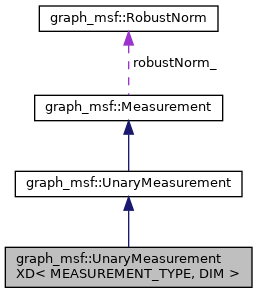 graph_msf::RobustNorm
robustNorm_
graph_msf::Measurement
graph_msf::UnaryMeasurement
graph_msf::UnaryMeasurement
XD< MEASUREMENT_TYPE, DIM >